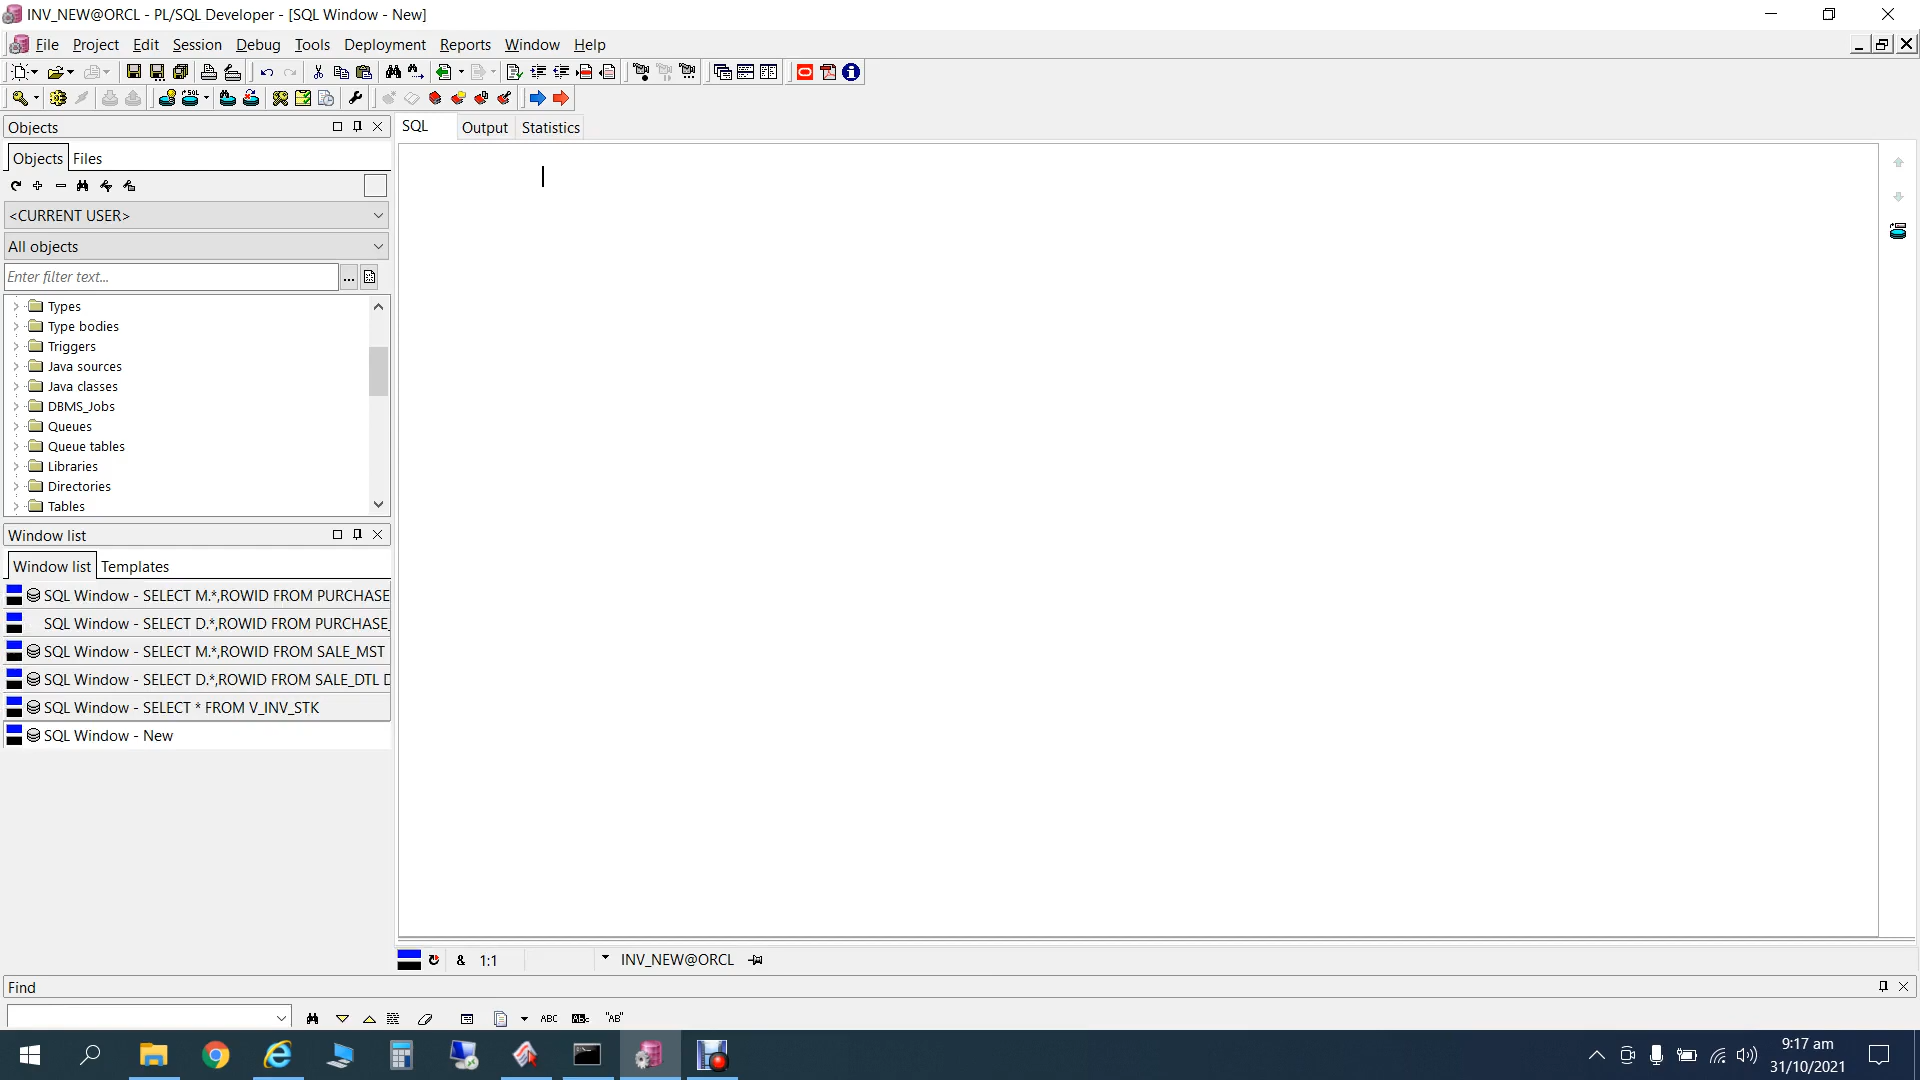 INV_NEW@ORCL - PL/SQL Developer - [SQL Window - New]
File Project Edit Session Debug Tools Deployment Reports Window Help
Objects
SQL Output Statistics
Objects Files
<CURRENT USER>
All objects
Enter filter text...
Types
Type bodies
Triggers
Java sources
Java classes
DBMS_Jobs
Queues
Queue tables
Libraries
Directories
Tables
Window list
Window list Templates
SQL Window - SELECT M.*,ROWID FROM PURCHASE
SQL Window - SELECT D.*,ROWID FROM PURCHASE_
SQL Window - SELECT M.*,ROWID FROM SALE_MST
SQL Window - SELECT D.*,ROWID FROM SALE_DTL D
SQL Window - SELECT * FROM V_INV_STK
SQL Window - New
& 1:1 INV_NEW@ORCL
Find
ABC "AB"
9:17 am
31/10/2021